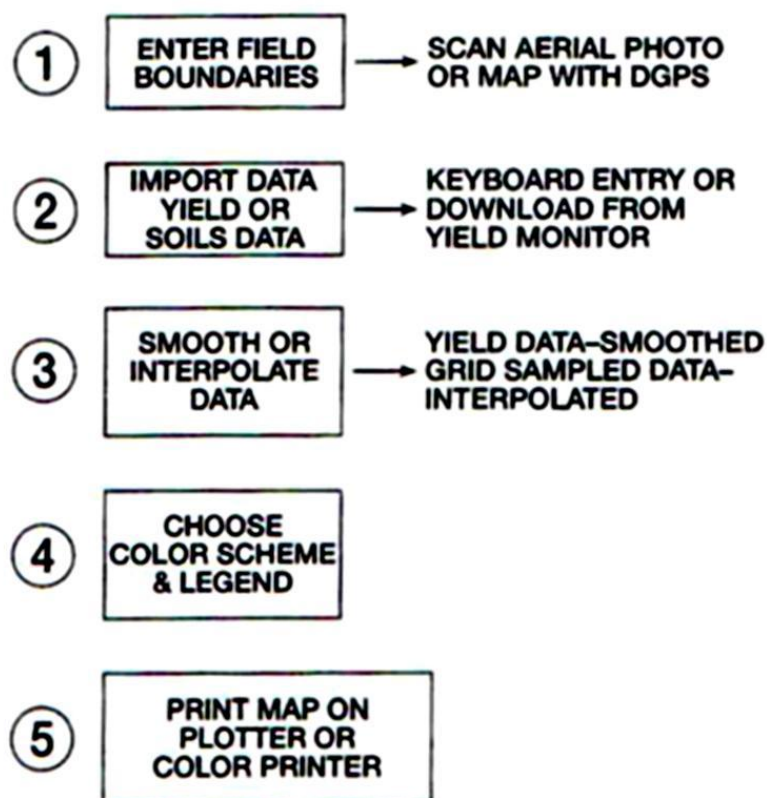 1
ENTER FIELD
BOUNDARIES
SCAN AERIAL PHOTO
OR MAP WITH DGPS
2
IMPORT DATA
YIELD OR
SOILS DATA
KEYBOARD ENTRY OR
DOWNLOAD FROM
YIELD MONITOR
3
SMOOTH OR
INTERPOLATE
DATA
YIELD DATA–SMOOTHED
GRID SAMPLED DATA–
INTERPOLATED
4
CHOOSE
COLOR SCHEME
& LEGEND
5
PRINT MAP ON
PLOTTER OR
COLOR PRINTER